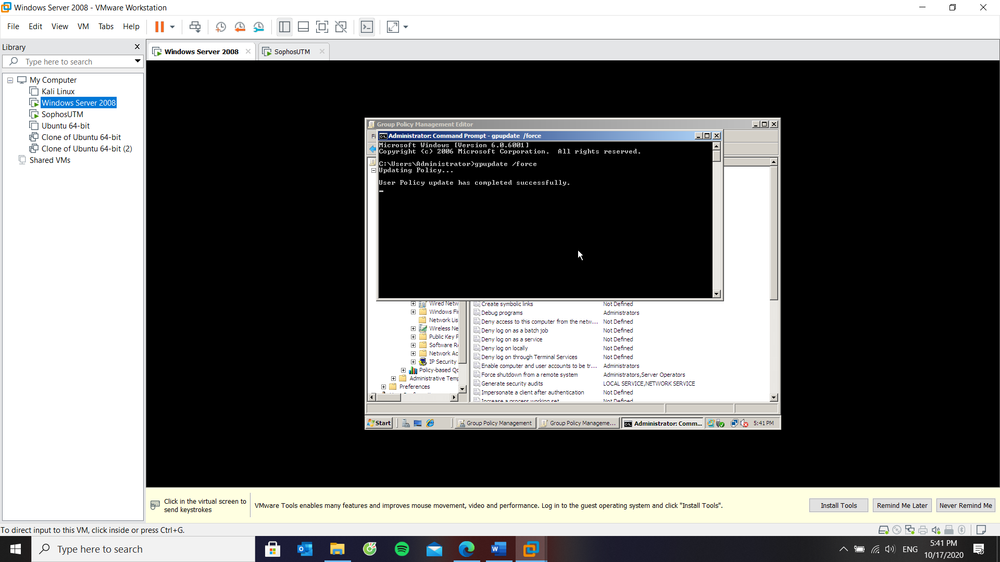 Windows Server 2008 - VMware Workstation
File Edit View VM Tabs Help
Library
Type here to search
My Computer
Kali Linux
Windows Server 2008
SophosUTM
Ubuntu 64-bit
Clone of Ubuntu 64-bit
Clone of Ubuntu 64-bit (2)
Shared VMs
Windows Server 2008
SophosUTM
Group Policy Management Editor
Fi
Administrator: Command Prompt - gpupdate /force
Microsoft Windows [Version 6.0.6001]
Copyright (c) 2006 Microsoft Corporation. All rights reserved.
C:\Users\Administrator>gpupdate /force
Updating Policy...
User Policy update has completed successfully.
Wired Netw
Windows Fi
Network Lis
Wireless Ne
Public Key P
Software Re
Network Ac
IP Security
Policy-based Qo
Administrative Temp
Preferences
Create symbolic links Not Defined
Debug programs Administrators
Deny access to this computer from the netw... Not Defined
Deny log on as a batch job Not Defined
Deny log on as a service Not Defined
Deny log on locally Not Defined
Deny log on through Terminal Services Not Defined
Enable computer and user accounts to be tr... Administrators
Force shutdown from a remote system Administrators,Server Operators
Generate security audits LOCAL SERVICE,NETWORK SERVICE
Impersonate a client after authentication Not Defined
Increase a process working set Not Defined
Start Group Policy Management Group Policy Manageme... Administrator: Comm... 5:41 PM
Click in the virtual screen to
send keystrokes
VMware Tools enables many features and improves mouse movement, video and performance. Log in to the guest operating system and click "Install Tools".
Install Tools Remind Me Later Never Remind Me
To direct input to this VM, click inside or press Ctrl+G.
Type here to search
ENG
5:41 PM
10/17/2020